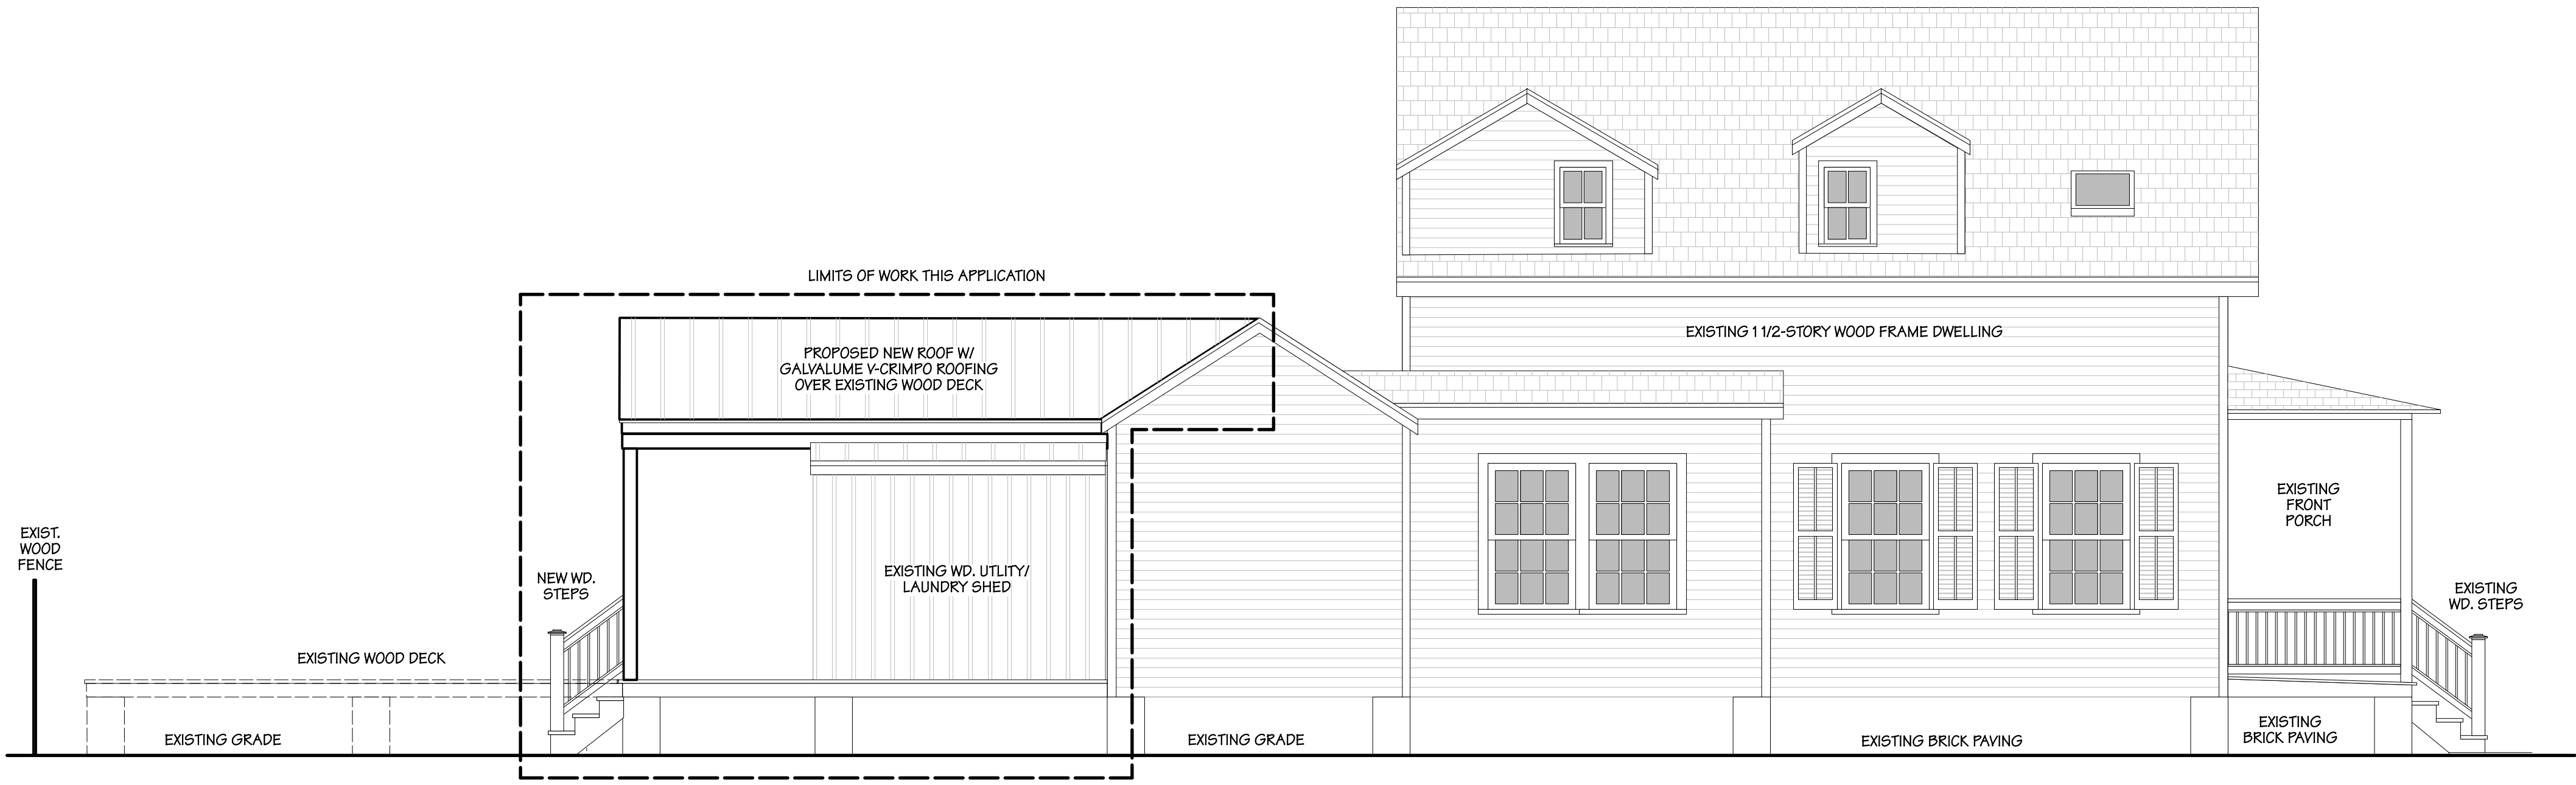 LIMITS OF WORK THIS APPLICATION
PROPOSED NEW ROOF W/
GALVALUME V-CRIMPO ROOFING
OVER EXISTING WOOD DECK
EXISTING 1 1/2-STORY WOOD FRAME DWELLING
EXIST.
WOOD
FENCE
NEW WD.
STEPS
EXISTING WD. UTLITY/
LAUNDRY SHED
EXISTING
FRONT
PORCH
EXISTING
WD. STEPS
EXISTING WOOD DECK
EXISTING GRADE
EXISTING GRADE
EXISTING BRICK PAVING
EXISTING
BRICK PAVING